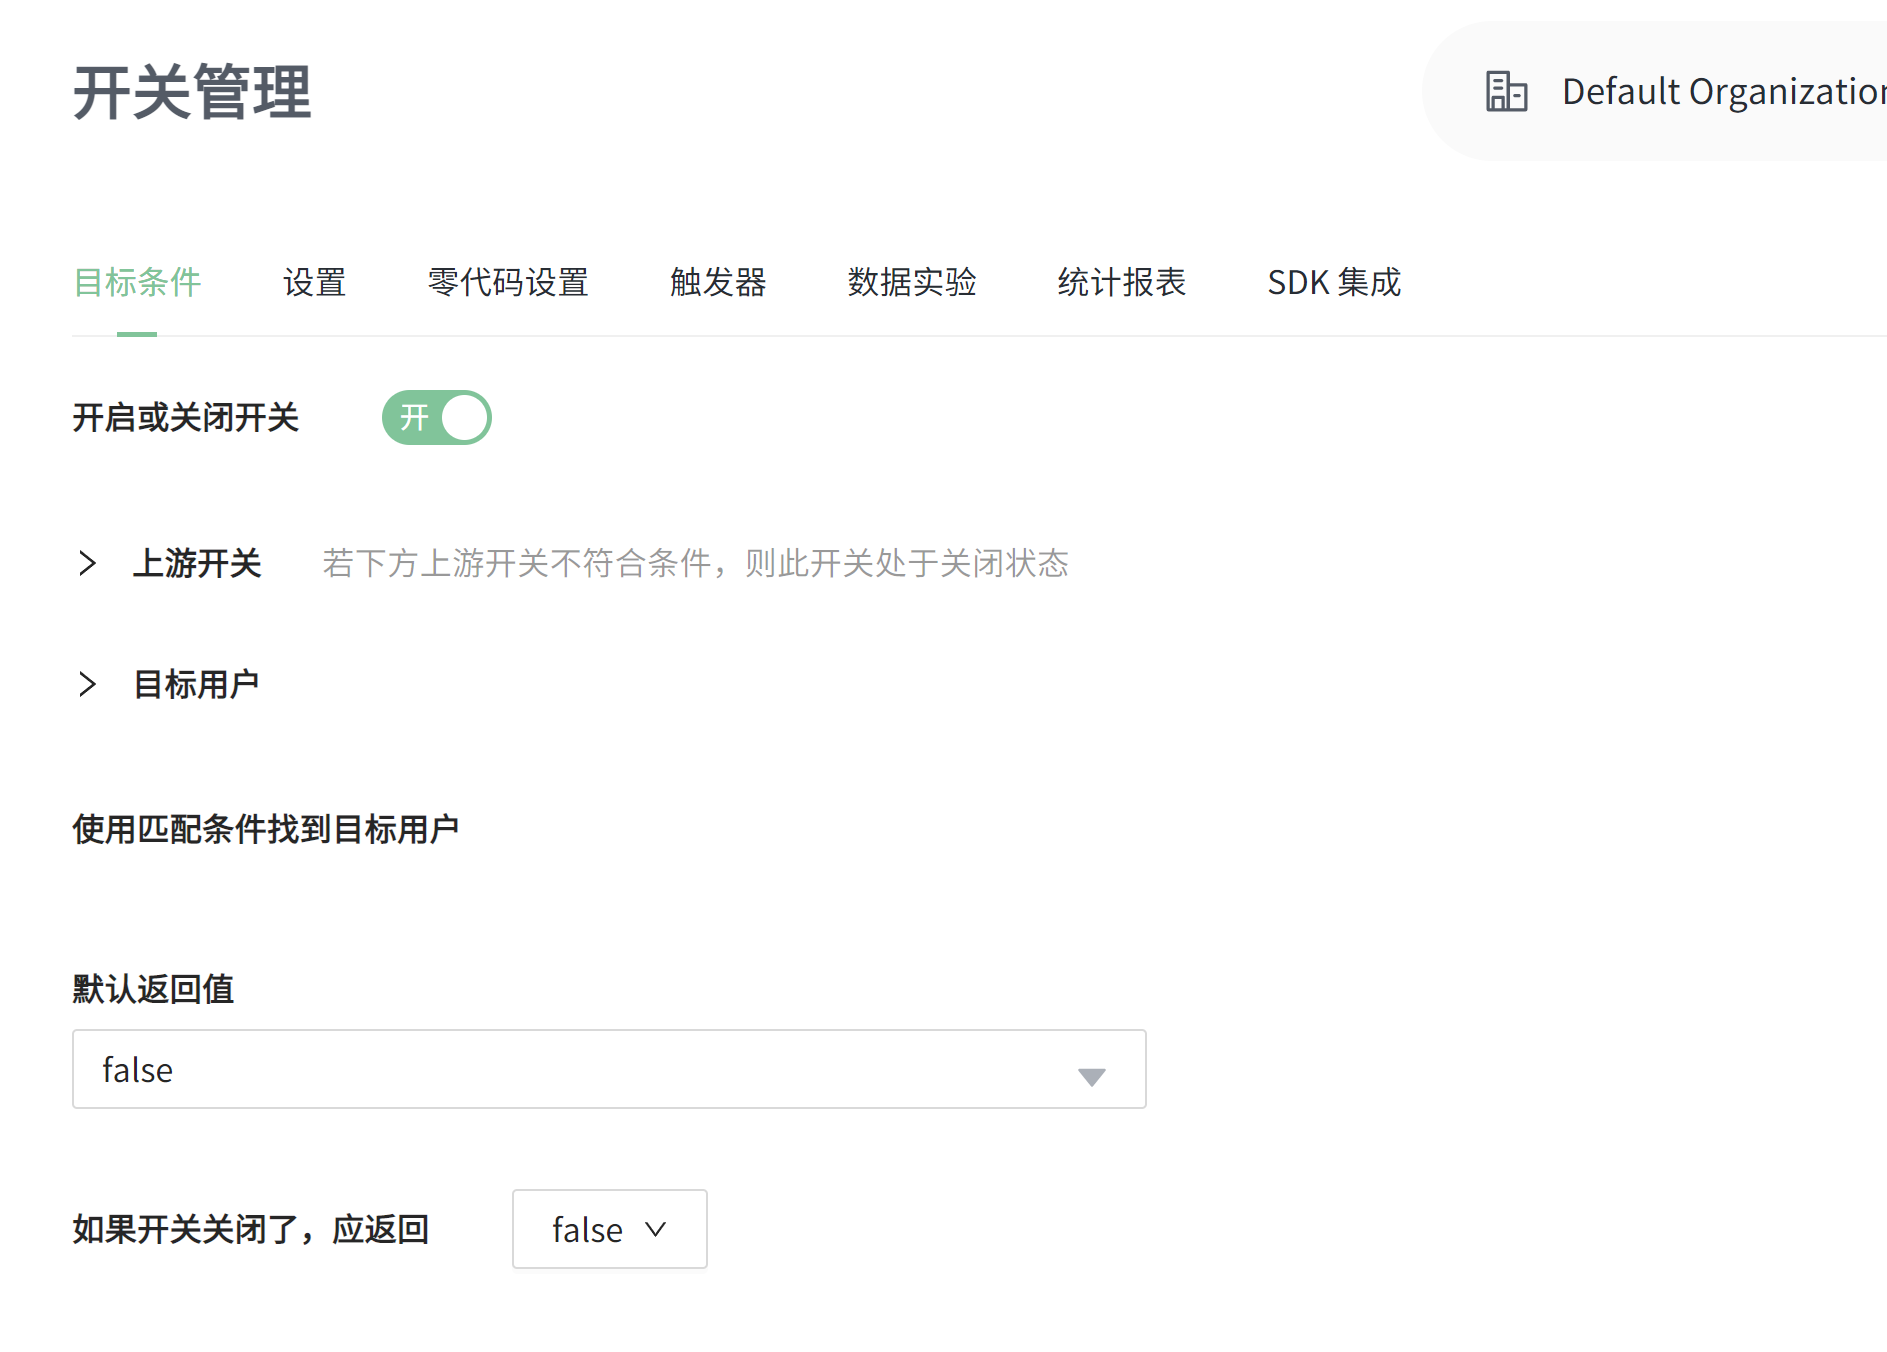 开关管理
Default Organization
目标条件 设置 零代码设置 触发器 数据实验 统计报表 SDK 集成
开启或关闭开关 开
上游开关 若下方上游开关不符合条件，则此开关处于关闭状态
目标用户
使用匹配条件找到目标用户
默认返回值
false
如果开关关闭了，应返回 false